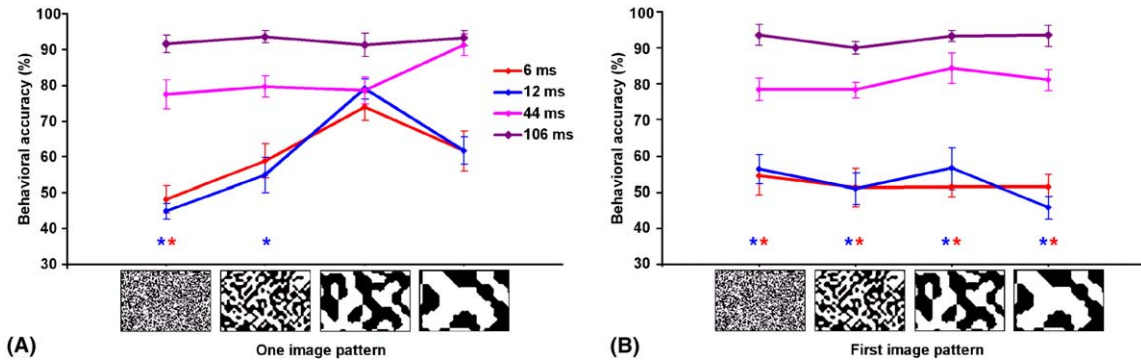 100
90
80
70
60
50
40
30
Behavioral accuracy (%)
6 ms
12 ms
44 ms
106 ms
* *
*
(A)
One image pattern
100
90
80
70
60
50
40
30
Behavioral accuracy (%)
* *
* *
* *
* *
(B)
First image pattern